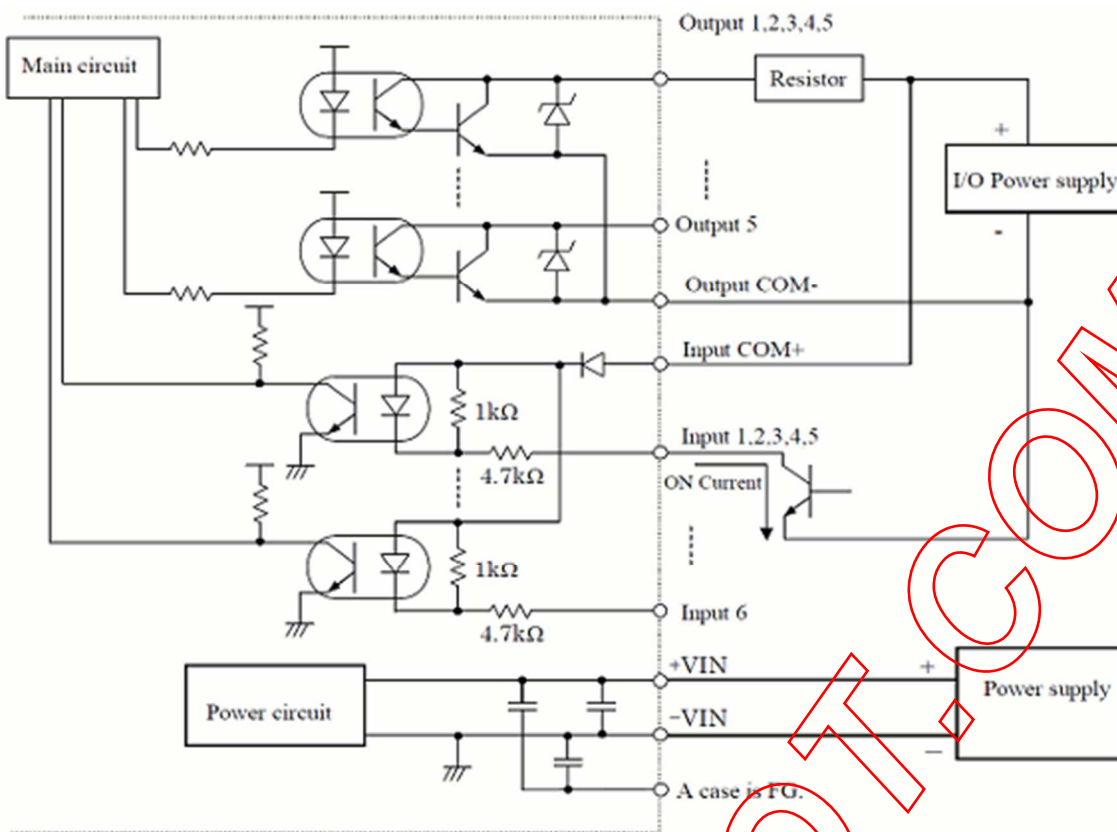 Output 1,2,3,4,5
Main circuit
Resistor
+
I/O Power supply
-
Output 5
Output COM-
Input COM+
1kΩ
Input 1,2,3,4,5
4.7kΩ
ON Current
1kΩ
Input 6
4.7kΩ
+VIN
+
Power supply
Power circuit
−VIN
−
A case is FG.
OT.COM